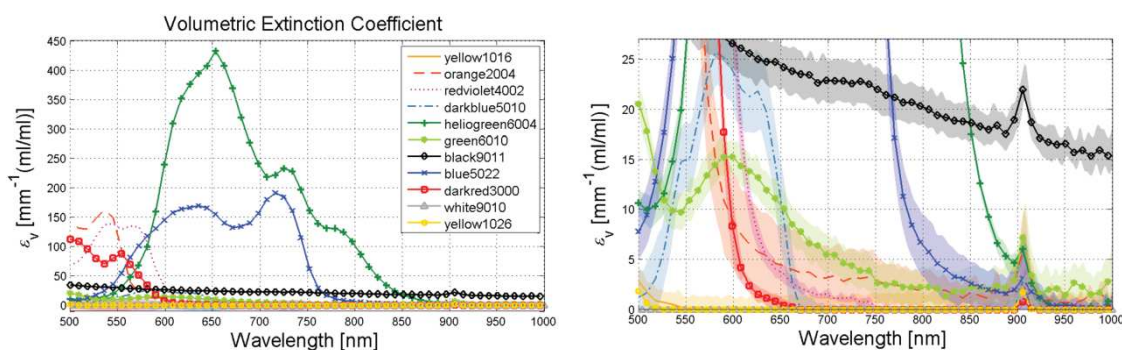 Volumetric Extinction Coefficient
εᵥ [mm⁻¹(ml/ml)]
450
400
350
300
250
200
150
100
50
0
500 550 600 650 700 750 800 850 900 950 1000
Wavelength [nm]
yellow1016
orange2004
redviolet4002
darkblue5010
heliogreen6004
green6010
black9011
blue5022
darkred3000
white9010
yellow1026
εᵥ [mm⁻¹(ml/ml)]
25
20
15
10
5
0
500 550 600 650 700 750 800 850 900 950 1000
Wavelength [nm]